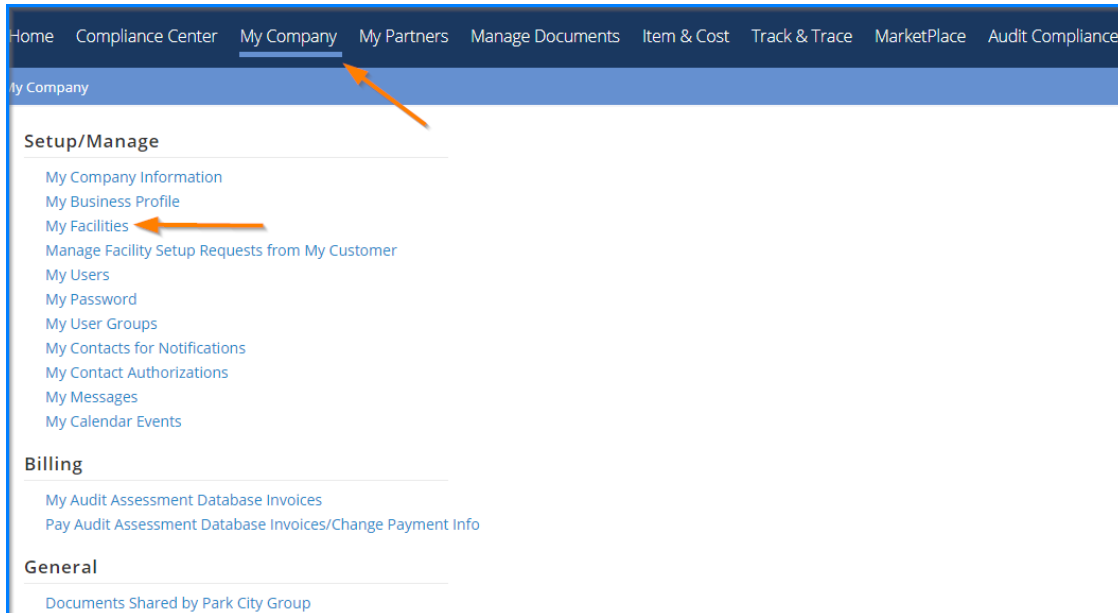 Home Compliance Center My Company My Partners Manage Documents Item & Cost Track & Trace MarketPlace Audit Compliance
My Company
Setup/Manage
My Company Information
My Business Profile
My Facilities
Manage Facility Setup Requests from My Customer
My Users
My Password
My User Groups
My Contacts for Notifications
My Contact Authorizations
My Messages
My Calendar Events
Billing
My Audit Assessment Database Invoices
Pay Audit Assessment Database Invoices/Change Payment Info
General
Documents Shared by Park City Group